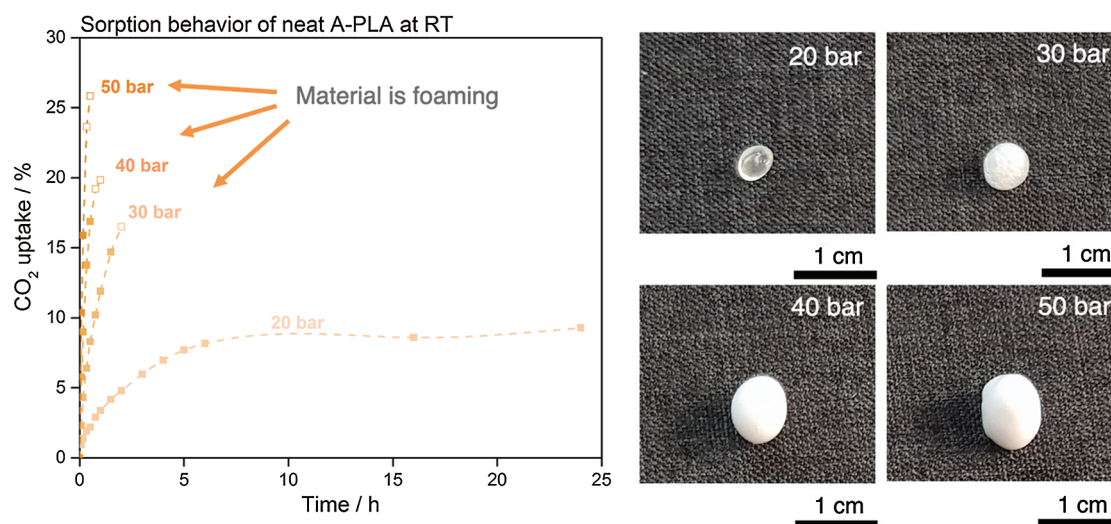 Sorption behavior of neat A-PLA at RT
30
25
20
15
10
5
0
CO₂ uptake / %
50 bar
40 bar
30 bar
20 bar
Material is foaming
0
5
10
15
20
25
Time / h
20 bar
1 cm
30 bar
1 cm
40 bar
1 cm
50 bar
1 cm